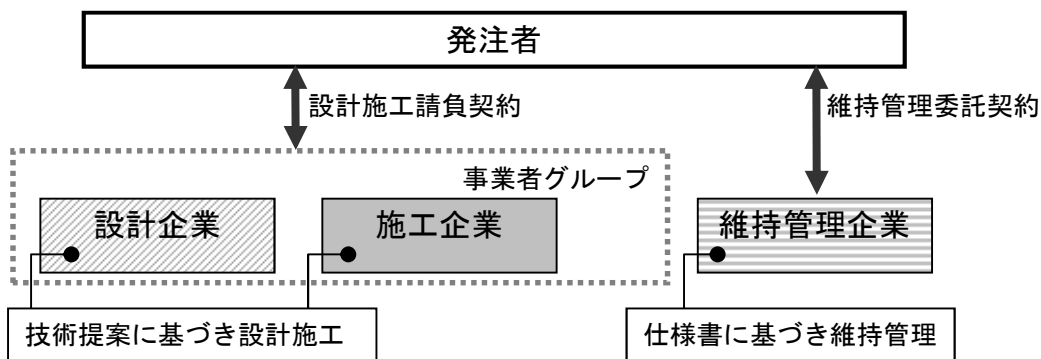 発注者
設計施工請負契約
維持管理委託契約
事業者グループ
設計企業
施工企業
維持管理企業
技術提案に基づき設計施工
仕様書に基づき維持管理